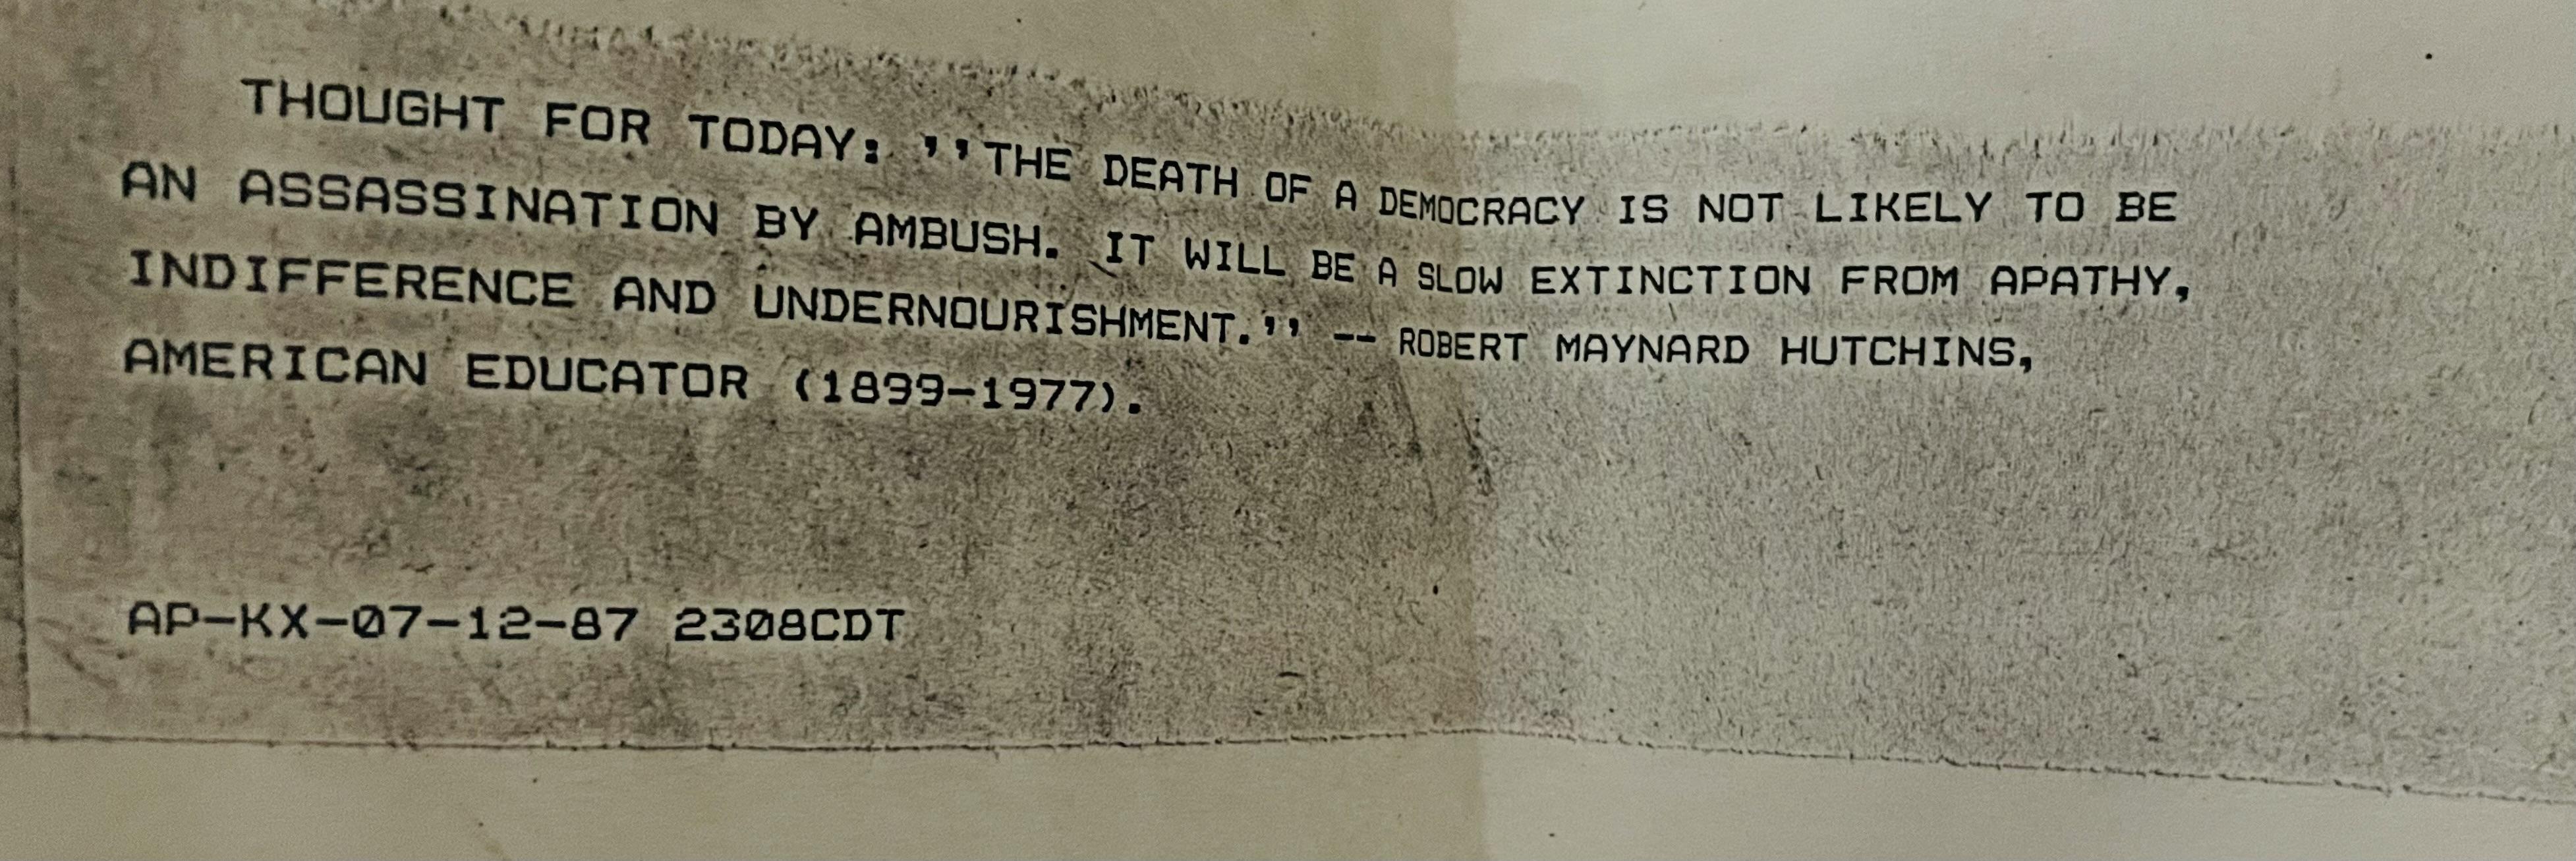 THOUGHT FOR TODAY: ’’THE DEATH OF A DEMOCRACY IS NOT LIKELY TO BE
AN ASSASSINATION BY AMBUSH. IT WILL BE A SLOW EXTINCTION FROM APATHY,
INDIFFERENCE AND UNDERNOURISHMENT.’’ -- ROBERT MAYNARD HUTCHINS,
AMERICAN EDUCATOR (1899-1977).
AP-KX-07-12-87 2308CDT